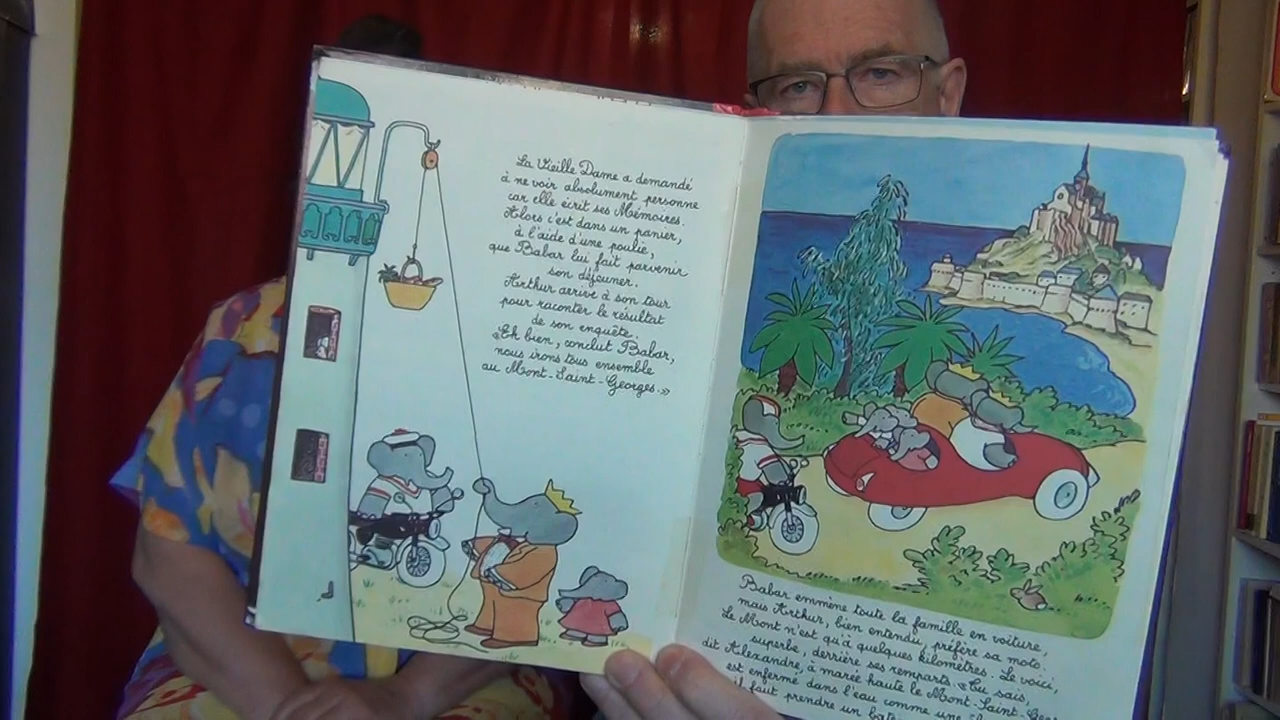 La Vieille Dame a demandé
à ne voir absolument personne
car elle écrit ses Mémoires.
Alors c'est dans un panier,
à l'aide d'une poulie,
que Babar lui fait parvenir
son déjeuner.
Arthur arrive à son tour
pour raconter le résultat
de son enquête.
«Eh bien, conclut Babar,
nous irons tous ensemble
au Mont-Saint-Georges.»
Babar emmène toute la famille en voiture,
mais Arthur, bien entendu, préfère sa moto.
Le Mont n'est qu'à quelques kilomètres. Le voici,
superbe, derrière ses remparts. «Tu sais,
dit Alexandre, à marée haute le Mont-Saint-Geor
est enfermé dans l'eau comme une
il faut prendre un